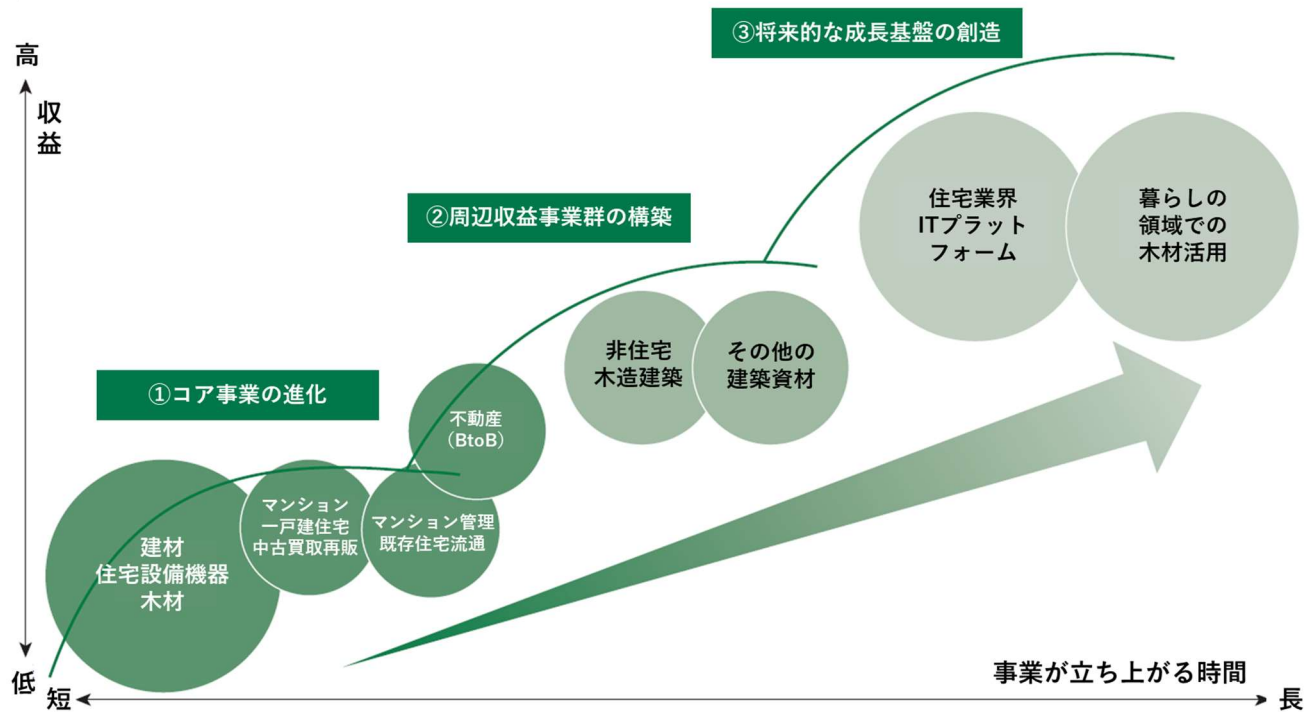 ③将来的な成長基盤の創造
高
収
益
住宅業界
ITプラット
フォーム
暮らしの
領域での
木材活用
②周辺収益事業群の構築
非住宅
木造建築
その他の
建築資材
①コア事業の進化
不動産
（BtoB）
マンション
一戸建住宅
中古買取再販
マンション管理
既存住宅流通
建材
住宅設備機器
木材
事業が立ち上がる時間
低
短
長